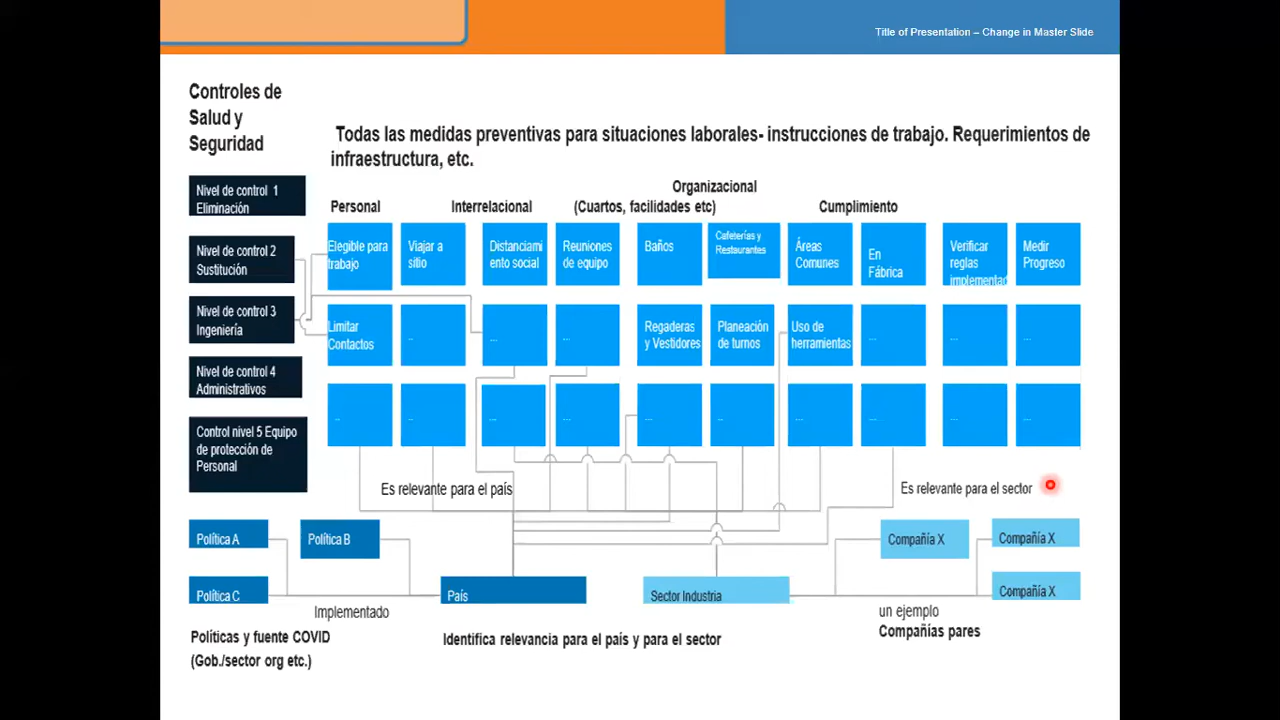 Title of Presentation – Change in Master Slide
Controles de
Salud y
Seguridad
Todas las medidas preventivas para situaciones laborales- instrucciones de trabajo. Requerimientos de
infraestructura, etc.
Nivel de control 1
Eliminación
Nivel de control 2
Sustitución
Nivel de control 3
Ingeniería
Nivel de control 4
Administrativos
Control nivel 5 Equipo
de protección de
Personal
Personal
Interrelacional
Organizacional
(Cuartos, facilidades etc)
Cumplimiento
Elegible para
trabajo
Viajar a
sitio
Distanciami
ento social
Reuniones
de equipo
Baños
Cafeterías y
Restaurantes
Áreas
Comunes
En
Fábrica
Verificar
reglas
implementad
Medir
Progreso
Limitar
Contactos
...
...
...
Regaderas
y Vestidores
Planeación
de turnos
Uso de
herramientas
...
...
...
...
...
...
...
...
...
...
...
...
...
Es relevante para el país
Es relevante para el sector
Política A
Política B
Política C
País
Sector Industria
Compañía X
Compañía X
Compañía X
Implementado
un ejemplo
Compañías pares
Políticas y fuente COVID
(Gob./sector org etc.)
Identifica relevancia para el país y para el sector